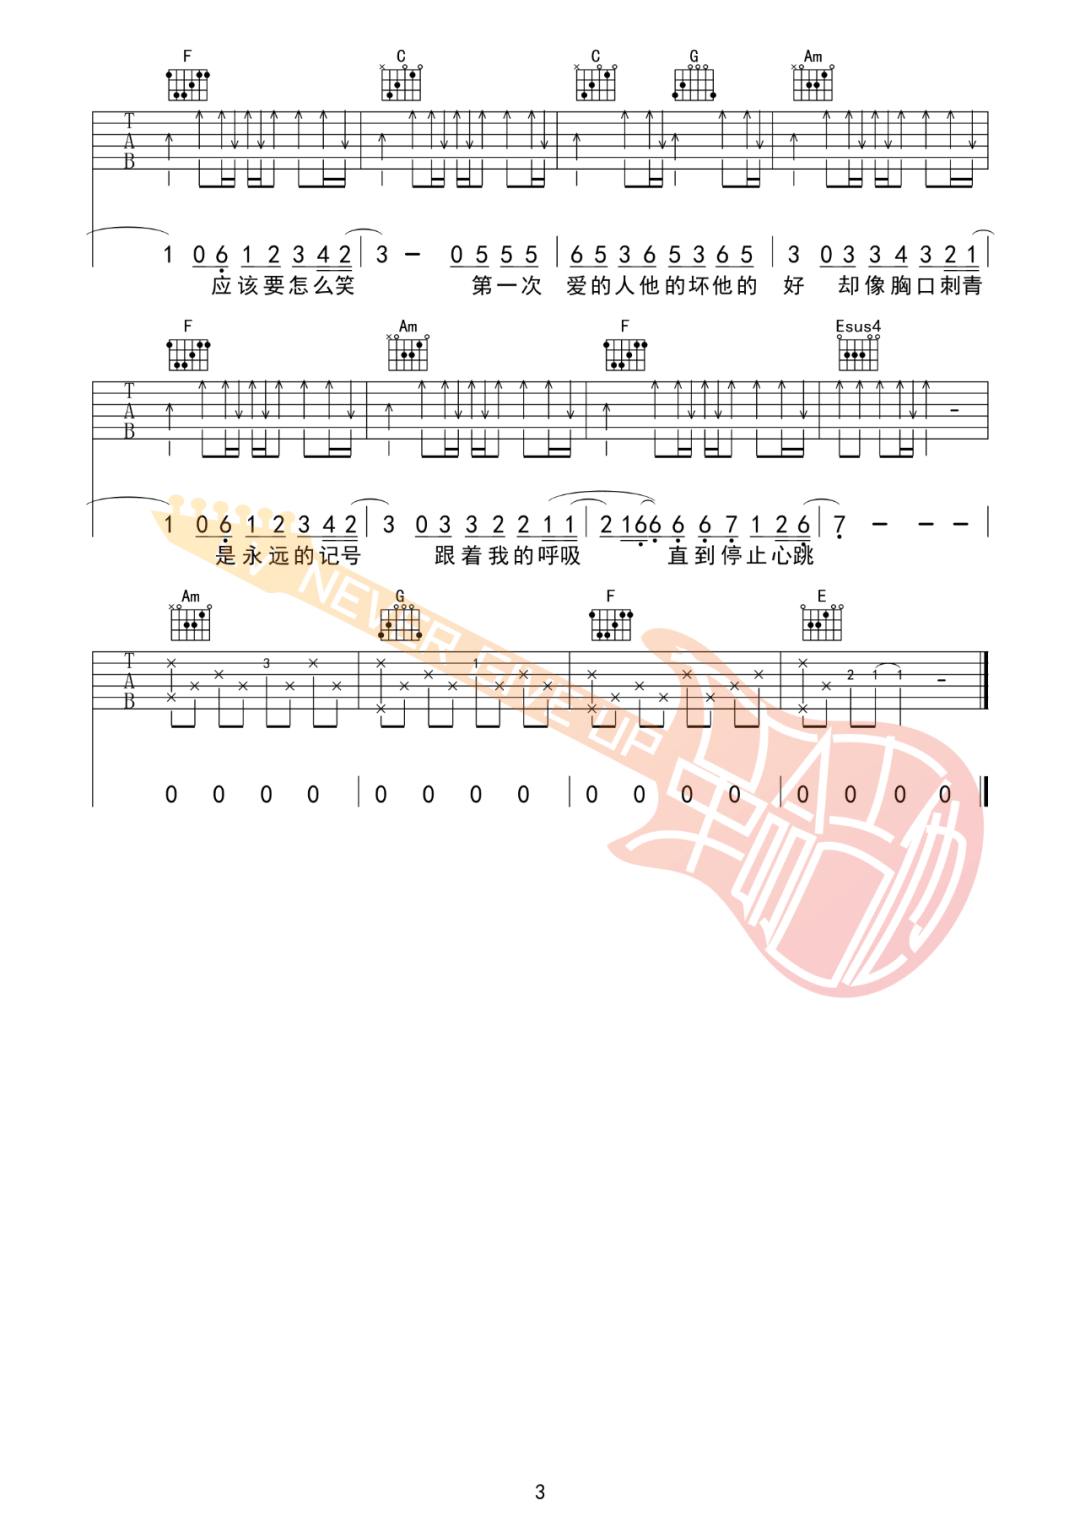 F C C G Am
T
A
B
1 0 6 1 2 3 4 2 3 - 0 5 5 5 6 5 3 6 5 3 6 5 3 0 3 3 4 3 2 1
应该要怎么笑 第一次 爱的人他的坏他的 好 却像胸口刺青
F Am F Esus4
T
A
B
1 0 6 1 2 3 4 2 3 0 3 3 2 2 1 1 2 1 6 6 6 6 7 1 2 6 7 - - -
是永远的记号 跟着我的呼吸 直到停止心跳
Am G F E
T
A
B
3 1 2 1 1 -
0 0 0 0 0 0 0 0 0 0 0 0 0 0 0 0
NEVER GIVE UP
3